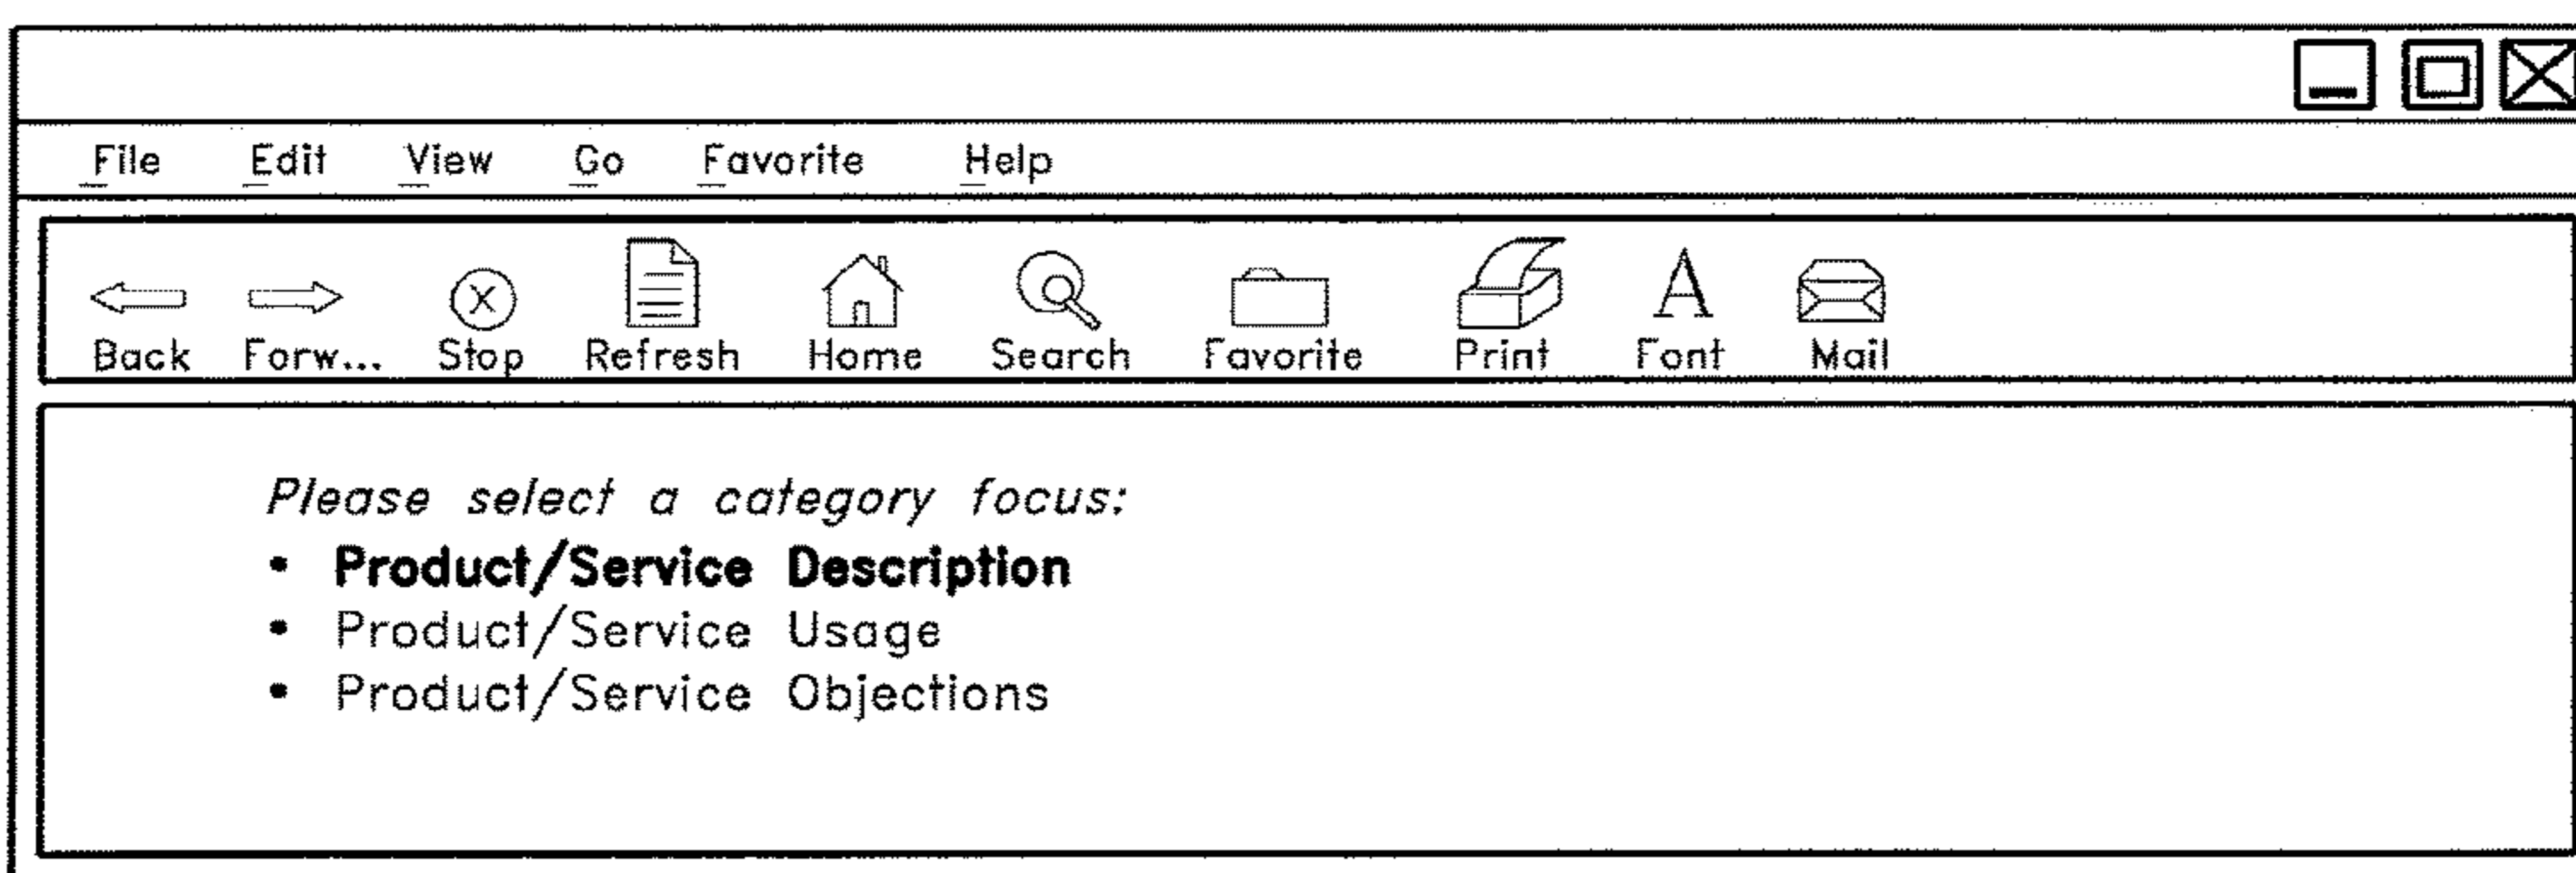 File Edit View Go Favorite Help
Back Forw... Stop Refresh Home Search Favorite Print Font Mail
Please select a category focus:
• Product/Service Description
• Product/Service Usage
• Product/Service Objections